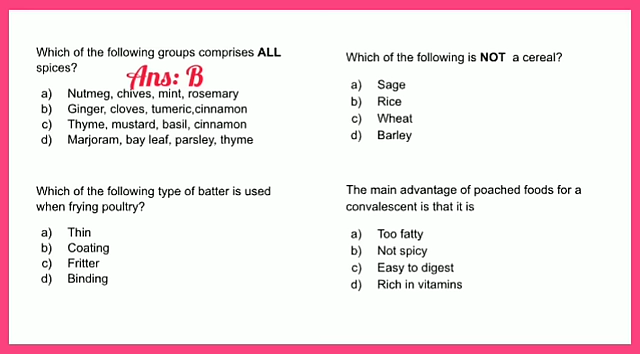 Which of the following groups comprises ALL
spices?
Ans: B
a) Nutmeg, chives, mint, rosemary
b) Ginger, cloves, tumeric,cinnamon
c) Thyme, mustard, basil, cinnamon
d) Marjoram, bay leaf, parsley, thyme
Which of the following is NOT a cereal?
a) Sage
b) Rice
c) Wheat
d) Barley
Which of the following type of batter is used
when frying poultry?
a) Thin
b) Coating
c) Fritter
d) Binding
The main advantage of poached foods for a
convalescent is that it is
a) Too fatty
b) Not spicy
c) Easy to digest
d) Rich in vitamins